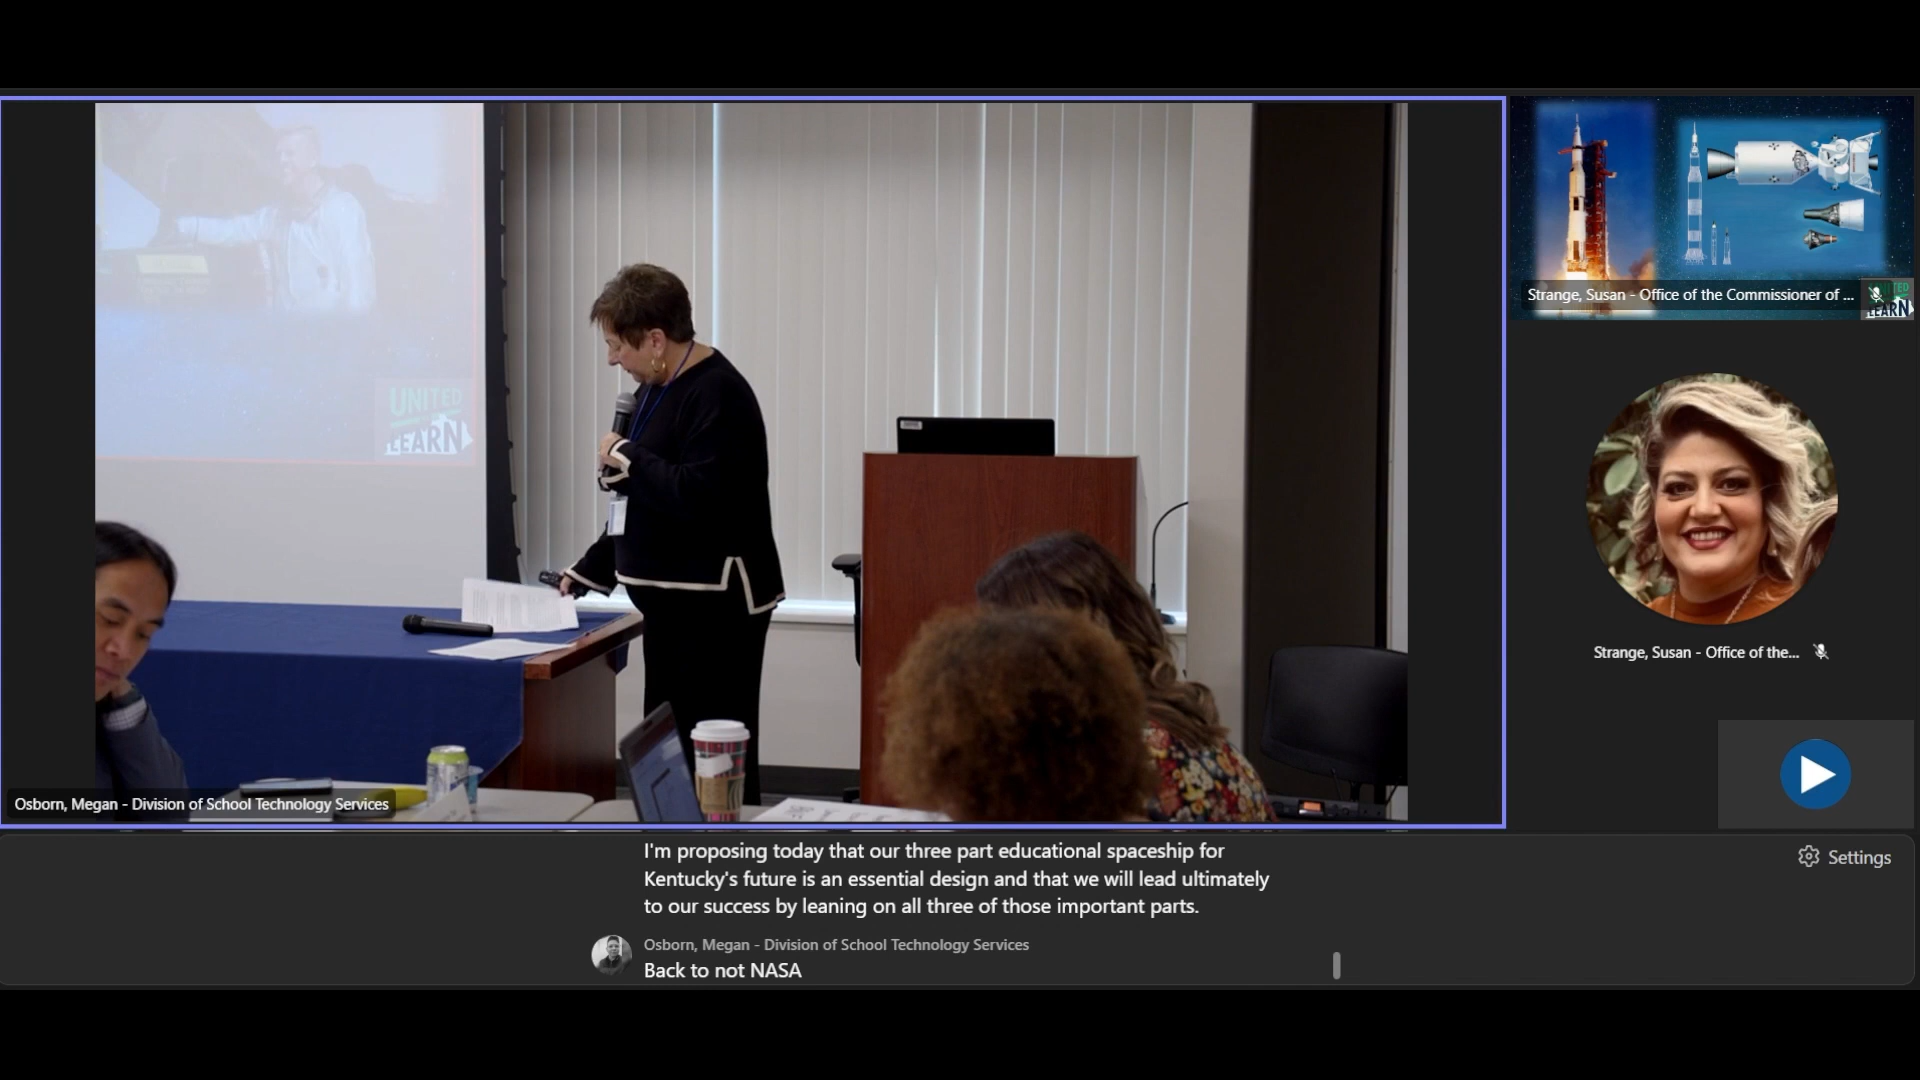 UNITED
LEARN
Strange, Susan - Office of the Commissioner of ...
UNITED
LEARN
Strange, Susan - Office of the...
Osborn, Megan - Division of School Technology Services
I'm proposing today that our three part educational spaceship for
Kentucky's future is an essential design and that we will lead ultimately
to our success by leaning on all three of those important parts.
Settings
Osborn, Megan - Division of School Technology Services
Back to not NASA